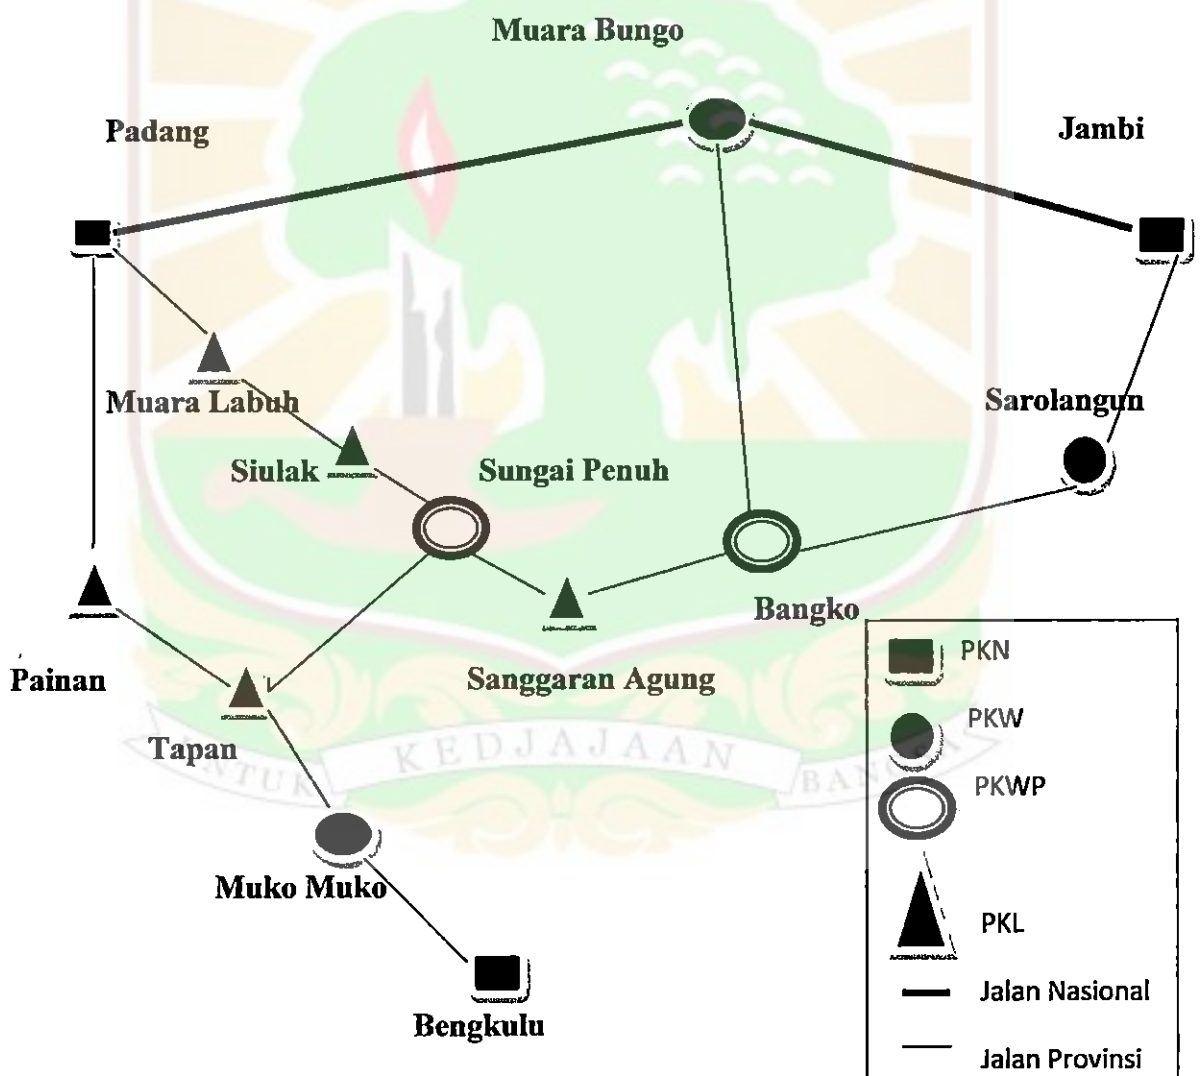 Muara Bungo
Padang
Jambi
Muara Labuh
Sarolangun
Siulak
Sungai Penuh
Bangko
Painan
Sanggaran Agung
Tapan
UNTUK KEDJAJAAN BANGSA
Muko Muko
Bengkulu
PKN
PKW
PKWP
PKL
Jalan Nasional
Jalan Provinsi